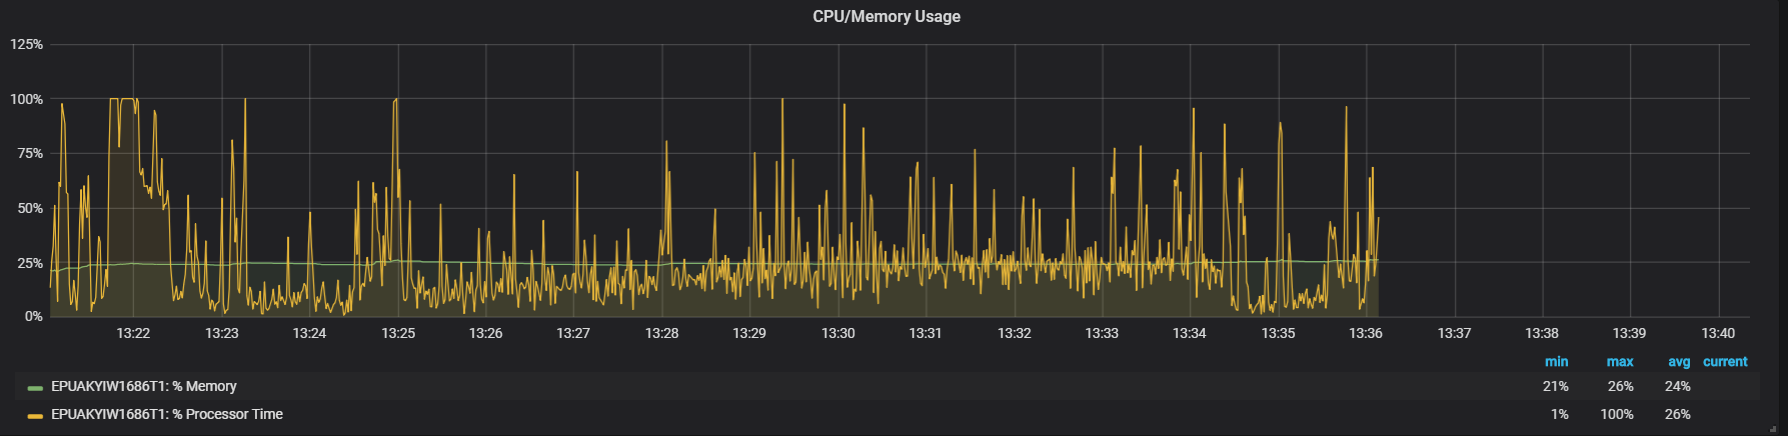 CPU/Memory Usage
125%
100%
75%
50%
25%
0%
13:22 13:23 13:24 13:25 13:26 13:27 13:28 13:29 13:30 13:31 13:32 13:33 13:34 13:35 13:36 13:37 13:38 13:39 13:40
min max avg current
EPUAKYIW1686T1: % Memory 21% 26% 24%
EPUAKYIW1686T1: % Processor Time 1% 100% 26%